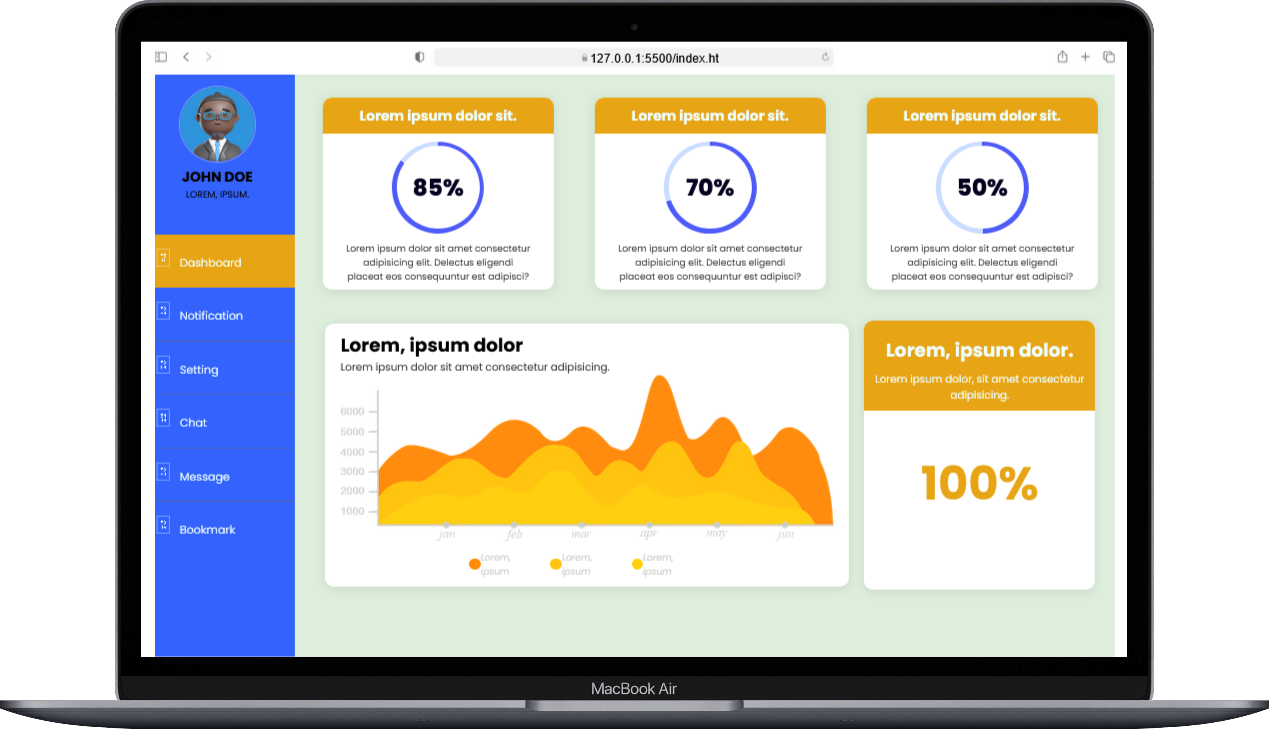 127.0.0.1:5500/index.ht
JOHN DOE
LOREM, IPSUM.
Dashboard
Notification
Setting
Chat
Message
Bookmark
Lorem ipsum dolor sit.
85%
Lorem ipsum dolor sit amet consectetur
adipisicing elit. Delectus eligendi
placeat eos consequuntur est adipisci?
Lorem ipsum dolor sit.
70%
Lorem ipsum dolor sit amet consectetur
adipisicing elit. Delectus eligendi
placeat eos consequuntur est adipisci?
Lorem ipsum dolor sit.
50%
Lorem ipsum dolor sit amet consectetur
adipisicing elit. Delectus eligendi
placeat eos consequuntur est adipisci?
Lorem, ipsum dolor
Lorem ipsum dolor sit amet consectetur adipisicing.
6000
5000
4000
3000
2000
1000
jan feb mar apr may jun
Lorem,
ipsum
Lorem,
ipsum
Lorem,
ipsum
Lorem, ipsum dolor.
Lorem ipsum dolor, sit amet consectetur
adipisicing.
100%
MacBook Air